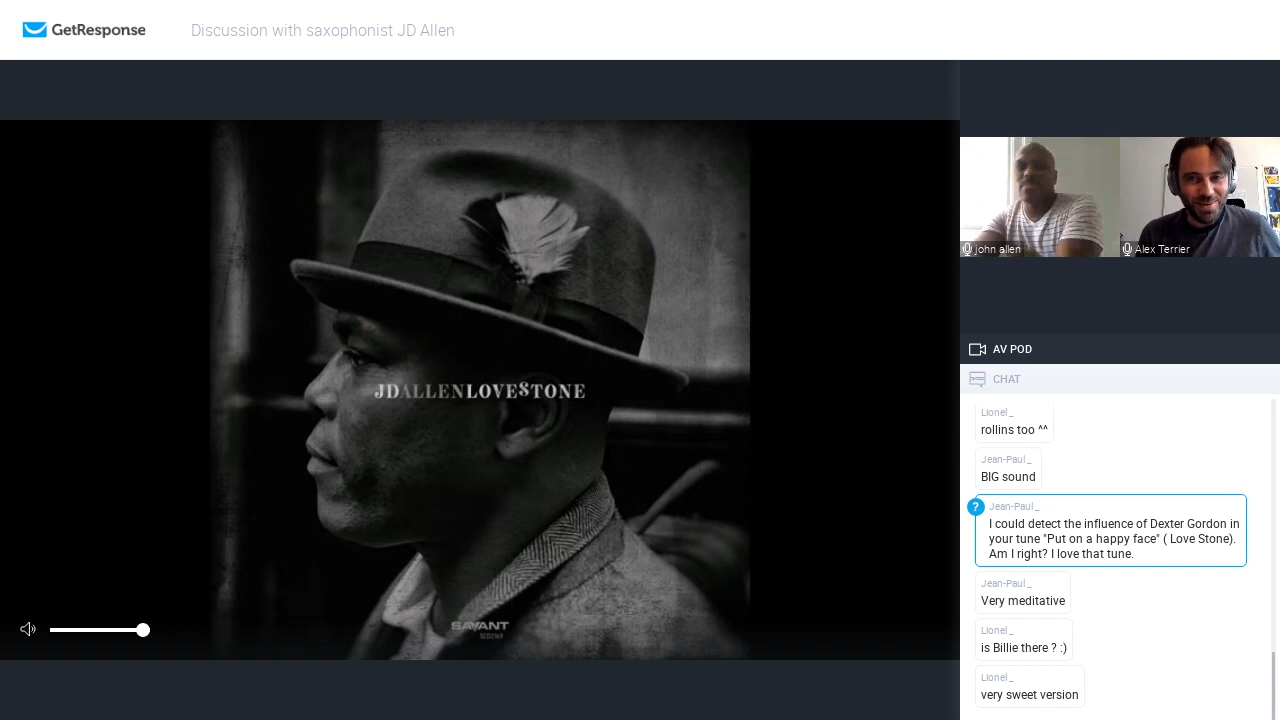 GetResponse
Discussion with saxophonist JD Allen
JDALLENLOVESTONE
SAVANT
john allen
Alex Terrier
AV POD
CHAT
Lionel_
rollins too ^^
Jean-Paul_
BIG sound
?
Jean-Paul_
I could detect the influence of Dexter Gordon in
your tune "Put on a happy face" ( Love Stone).
Am I right? I love that tune.
Jean-Paul_
Very meditative
Lionel_
is Billie there ? :)
Lionel_
very sweet version